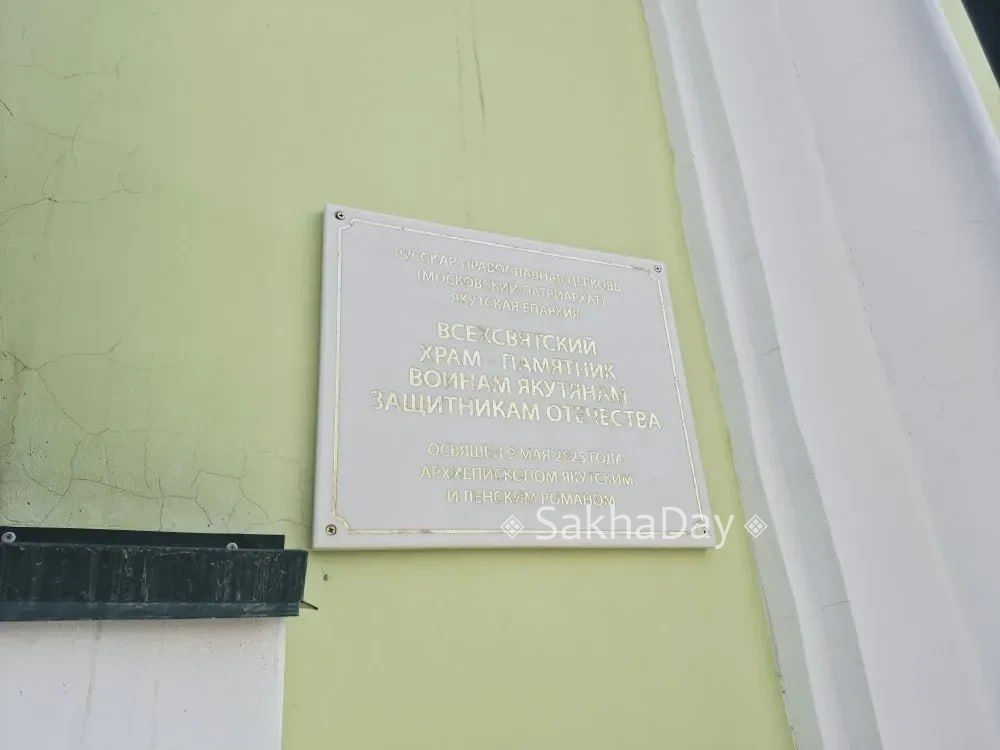 РУССКАЯ ПРАВОСЛАВНАЯ ЦЕРКОВЬ
(МОСКОВСКИЙ ПАТРИАРХАТ)
ЯКУТСКАЯ ЕПАРХИЯ
ВСЕХСВЯТСКИЙ
ХРАМ - ПАМЯТНИК
ВОИНАМ ЯКУТЯНАМ
ЗАЩИТНИКАМ ОТЕЧЕСТВА
ОСВЯЩЁН 9 МАЯ 2025 ГОДА
АРХИЕПИСКОПОМ ЯКУТСКИМ
И ЛЕНСКИМ РОМАНОМ
SakhaDay